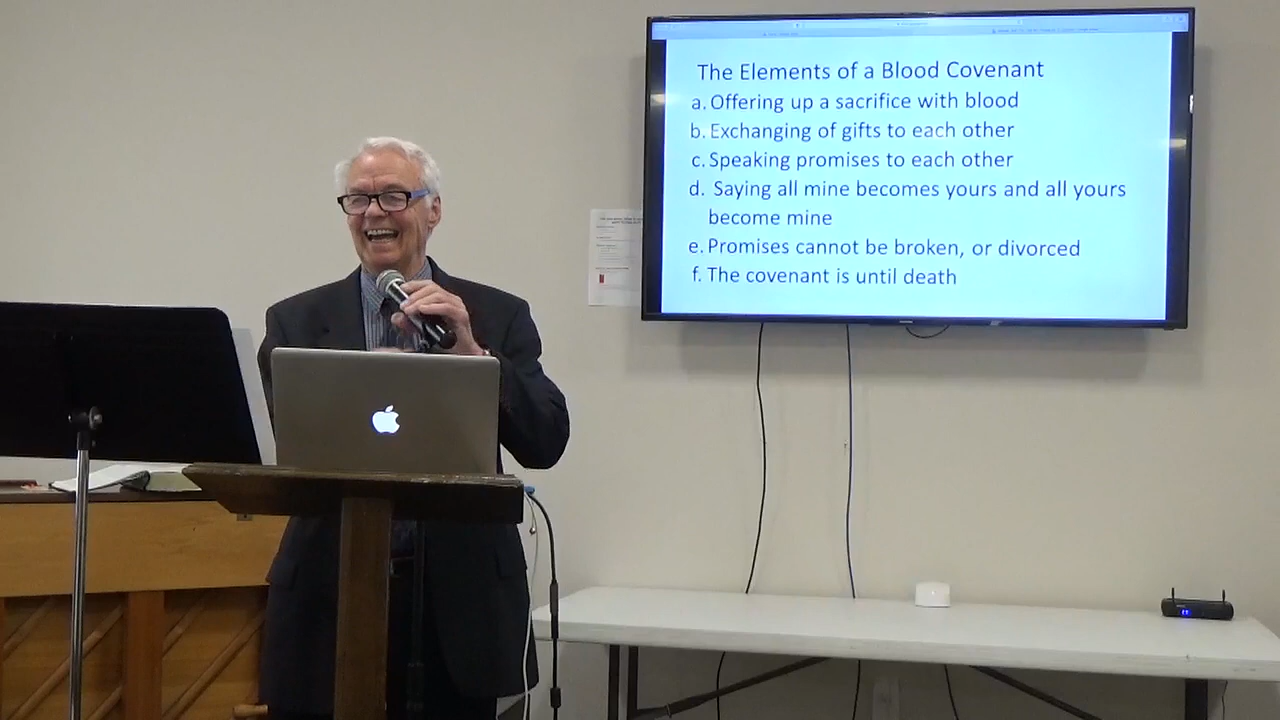 The Elements of a Blood Covenant
a. Offering up a sacrifice with blood
b. Exchanging of gifts to each other
c. Speaking promises to each other
d. Saying all mine becomes yours and all yours
become mine
e. Promises cannot be broken, or divorced
f. The covenant is until death